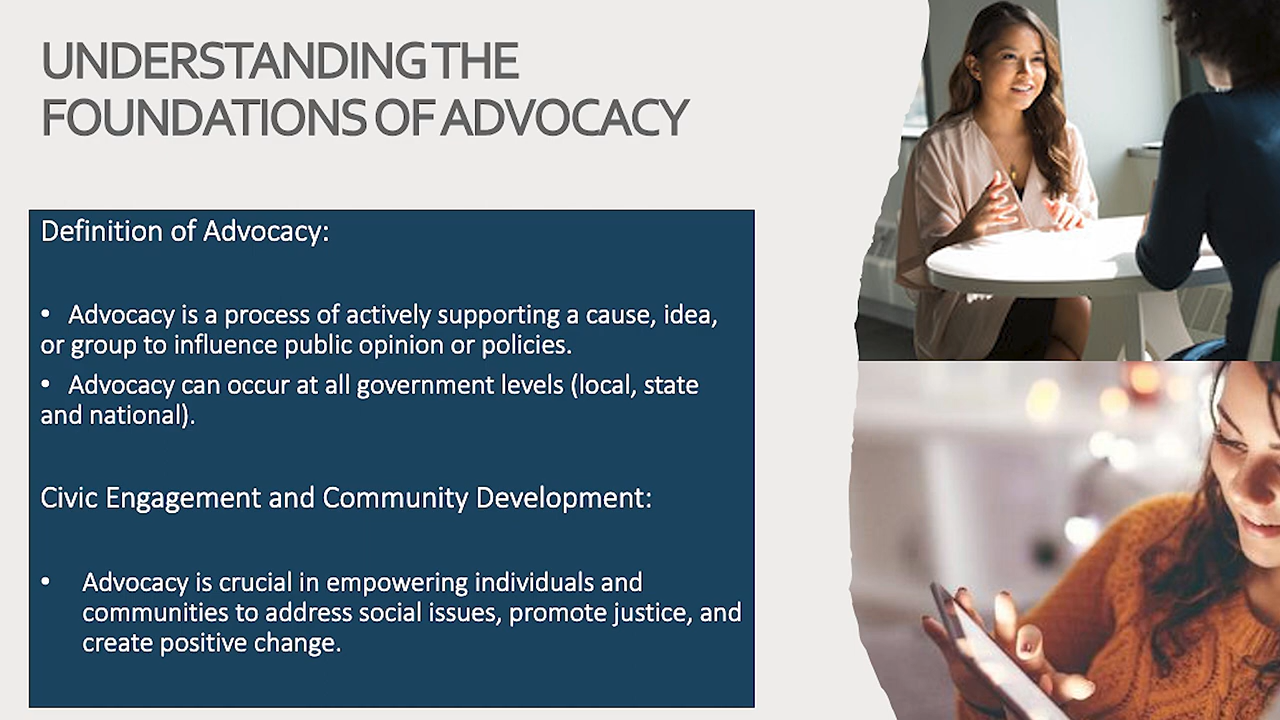 UNDERSTANDING THE
FOUNDATIONS OF ADVOCACY
Definition of Advocacy:
• Advocacy is a process of actively supporting a cause, idea,
or group to influence public opinion or policies.
• Advocacy can occur at all government levels (local, state
and national).
Civic Engagement and Community Development:
• Advocacy is crucial in empowering individuals and
communities to address social issues, promote justice, and
create positive change.